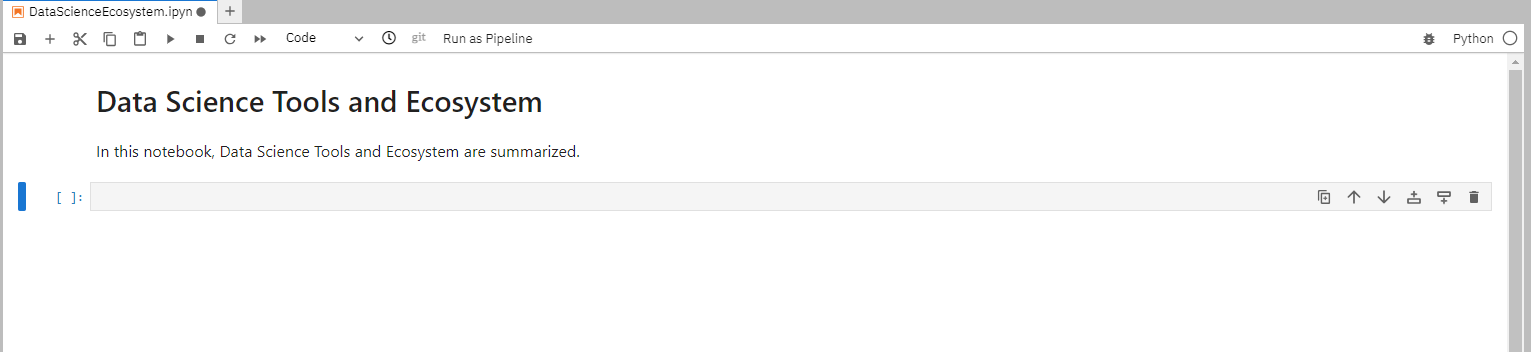 DataScienceEcosystem.ipyn
Code git Run as Pipeline Python
Data Science Tools and Ecosystem
In this notebook, Data Science Tools and Ecosystem are summarized.
[ ]: